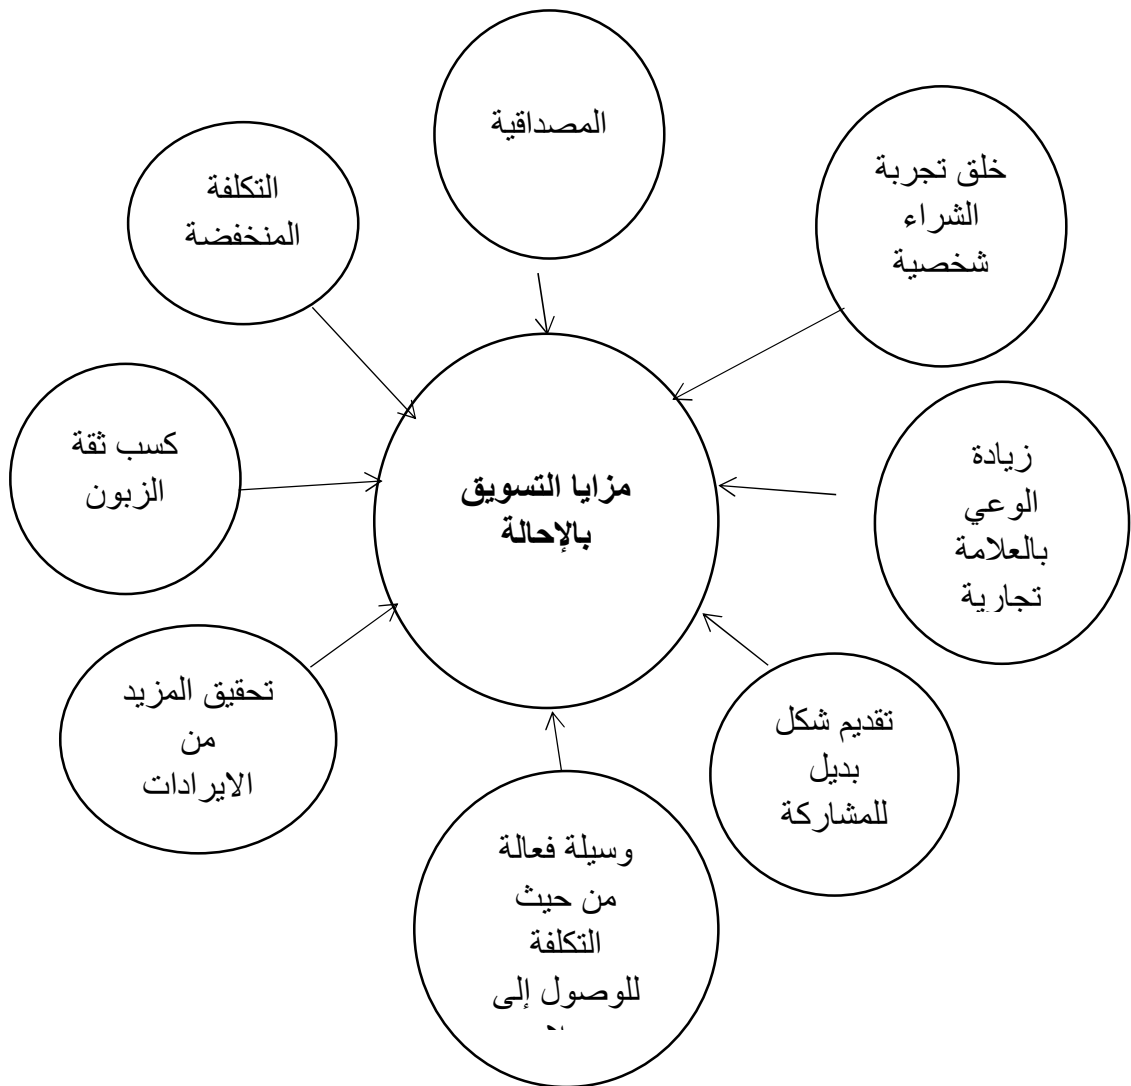 المصداقية
خلق تجربة
الشراء
شخصية
التكلفة
المنخفضة
زيادة
الوعي
بالعلامة
تجارية
كسب ثقة
الزبون
مزايا التسويق
بالإحالة
تقديم شكل
بديل
للمشاركة
تحقيق المزيد
من
الايرادات
وسيلة فعالة
من حيث
التكلفة
للوصول إلى